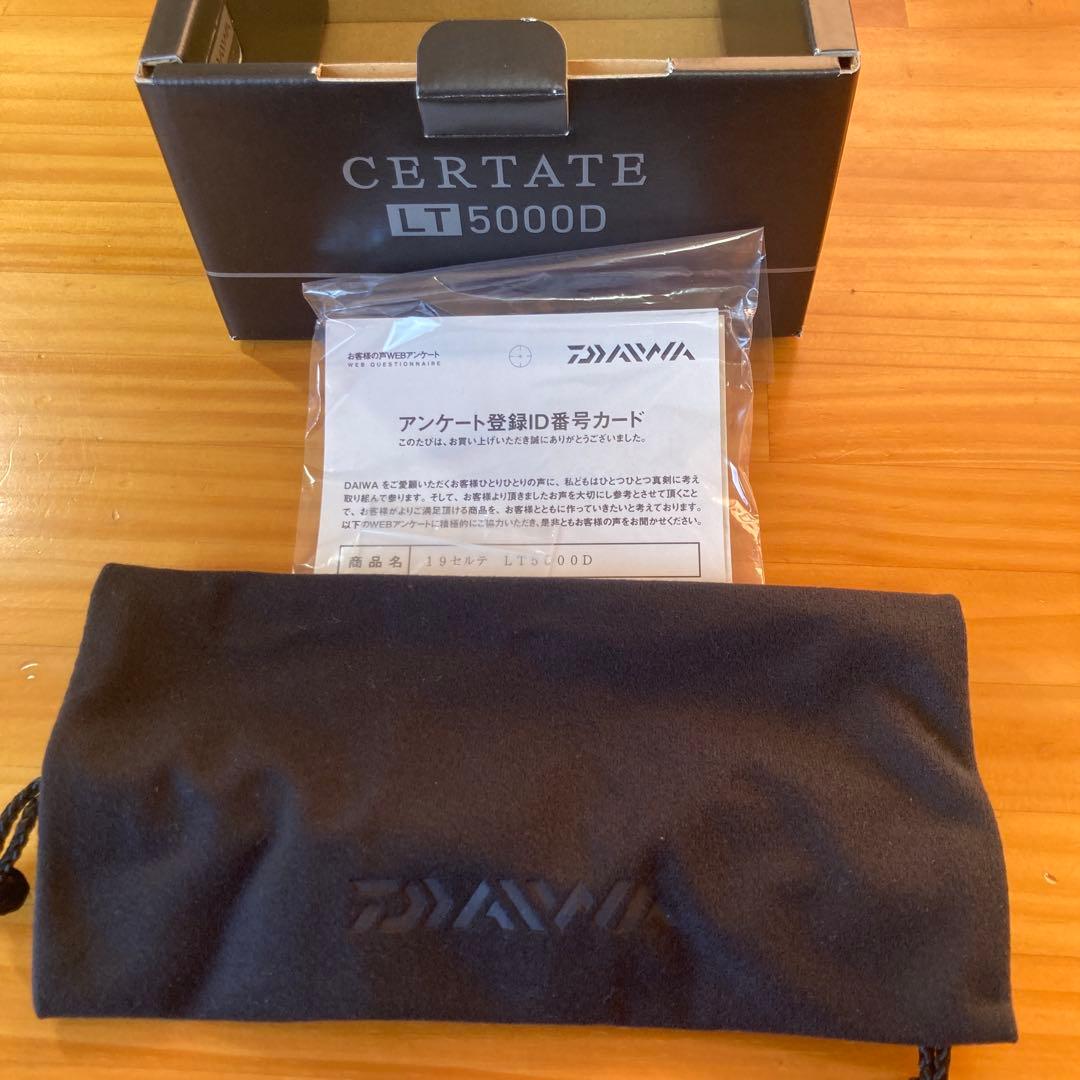 CERTATE
LT 5000D
お客様の声WEBアンケート
WEB QUESTIONNAIRE
DAIWA
アンケート登録ID番号カード
このたびは、お買い上げいただき誠にありがとうございました。
DAIWA をご愛顧いただくお客様ひとりひとりの声に、私どもはひとつひとつ真剣に考え
取り組んで参ります。そして、お客様より頂きましたお声を大切にし参考とさせて頂くこと
で、お客様がよりご満足頂ける商品を、お客様とともに作っていきたいと考えております。
以下のWEBアンケートに積極的にご協力いただき、是非ともお客様の声をお聞かせください。
商品名 19セルテ LT5000D
DAIWA